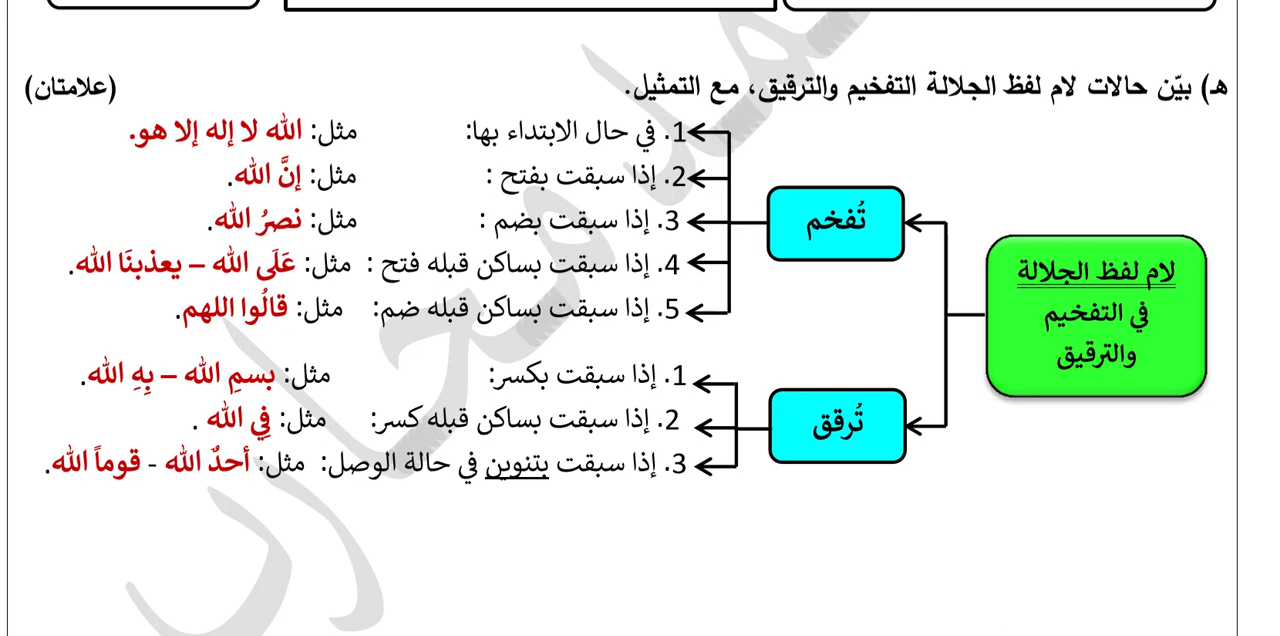 هـ) بيّن حالات لام لفظ الجلالة التفخيم والترقيق، مع التمثيل. (علامتان)
لام لفظ الجلالة
في التفخيم
والترقيق
تُفخم
1. في حال الابتداء بها: مثل: الله لا إله إلا هو.
2. إذا سبقت بفتح : مثل: إنَّ الله.
3. إذا سبقت بضم : مثل: نصرُ الله.
4. إذا سبقت بساكن قبله فتح : مثل: عَلَى الله – يعذبنَا الله.
5. إذا سبقت بساكن قبله ضم: مثل: قالُوا اللهم.
تُرقق
1. إذا سبقت بكسر: مثل: بسمِ الله – بِهِ الله.
2. إذا سبقت بساكن قبله كسر: مثل: فِي الله .
3. إذا سبقت بتنوين في حالة الوصل: مثل: أحدٌ الله - قوماً الله.